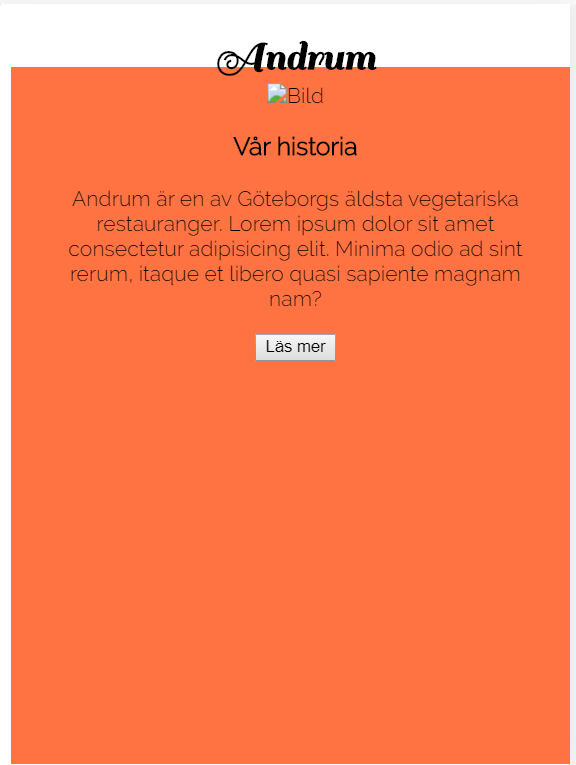 Andrum
Bild
Vår historia
Andrum är en av Göteborgs äldsta vegetariska
restauranger. Lorem ipsum dolor sit amet
consectetur adipisicing elit. Minima odio ad sint
rerum, itaque et libero quasi sapiente magnam
nam?
Läs mer